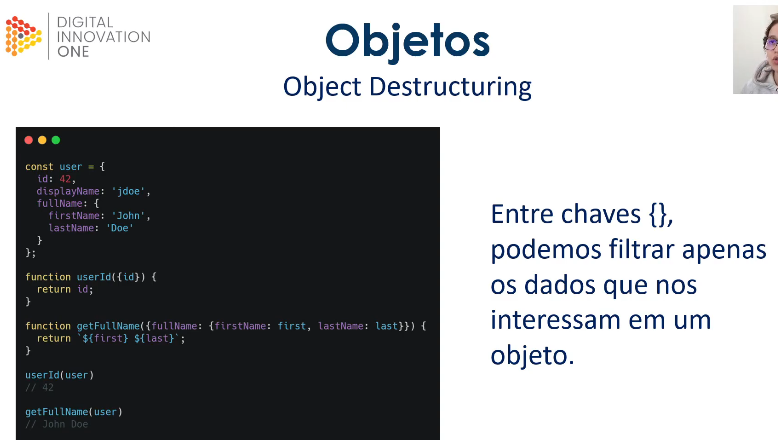 DIGITAL
INNOVATION
ONE
Objetos
Object Destructuring
const user = {
  id: 42,
  displayName: 'jdoe',
  fullName: {
    firstName: 'John',
    lastName: 'Doe'
  }
};

function userId({id}) {
  return id;
}

function getFullName({fullName: {firstName: first, lastName: last}}) {
  return `${first} ${last}`;
}

userId(user)
// 42

getFullName(user)
// John Doe
Entre chaves {},
podemos filtrar apenas
os dados que nos
interessam em um
objeto.